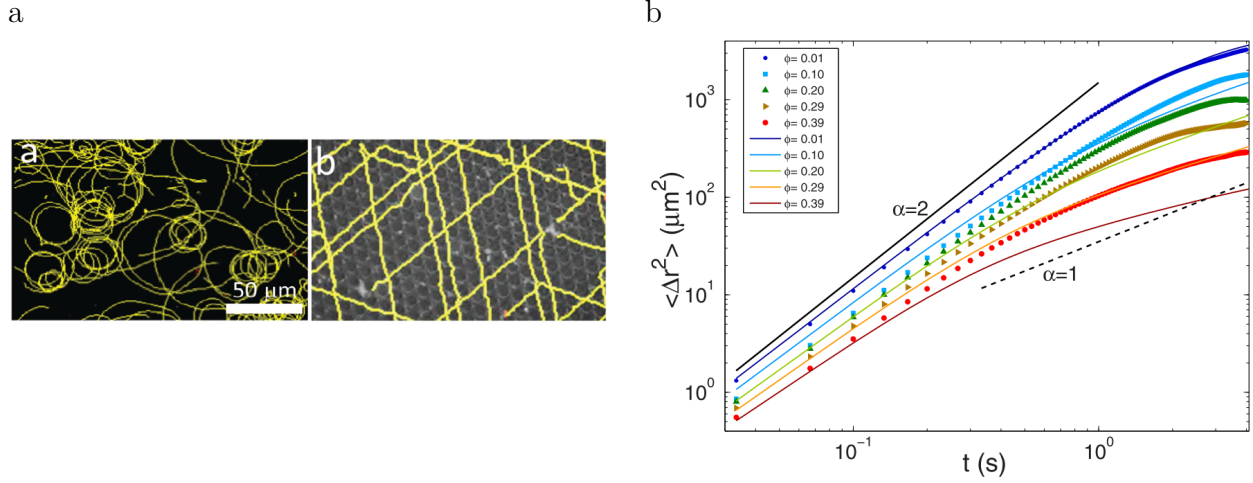 a
a
50 µm
b
b
ϕ= 0.01
ϕ= 0.10
ϕ= 0.20
ϕ= 0.29
ϕ= 0.39
ϕ= 0.01
ϕ= 0.10
ϕ= 0.20
ϕ= 0.29
ϕ= 0.39
α=2
α=1
<Δr²> (µm²)
10³
10²
10¹
10⁰
10⁻¹
10⁰
t (s)